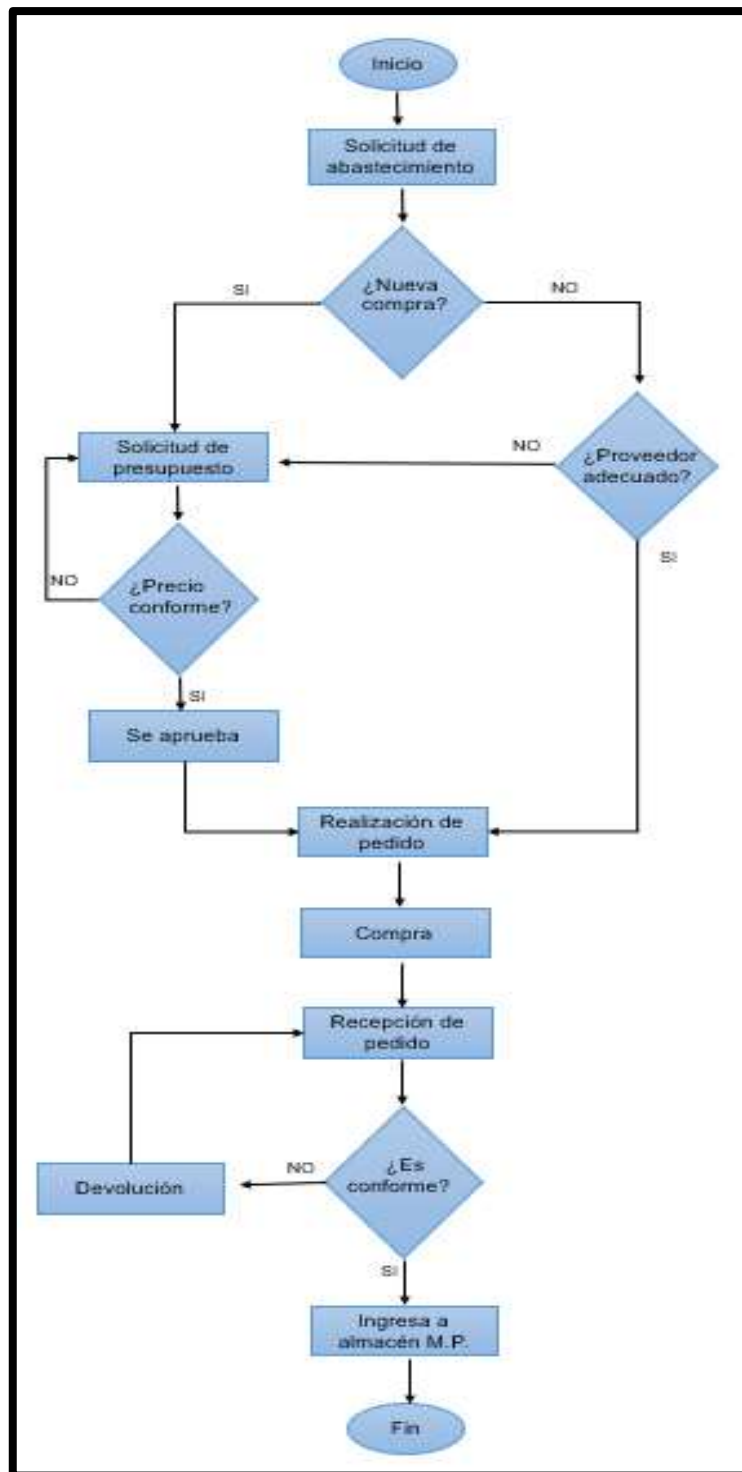 Inicio
Solicitud de
abastecimiento
¿Nueva
compra?
SI
NO
Solicitud de
presupuesto
NO
¿Proveedor
adecuado?
SI
¿Precio
conforme?
NO
SI
Se aprueba
Realización de
pedido
Compra
Recepción de
pedido
¿Es
conforme?
NO
Devolución
SI
Ingresa a
almacén M.P.
Fin